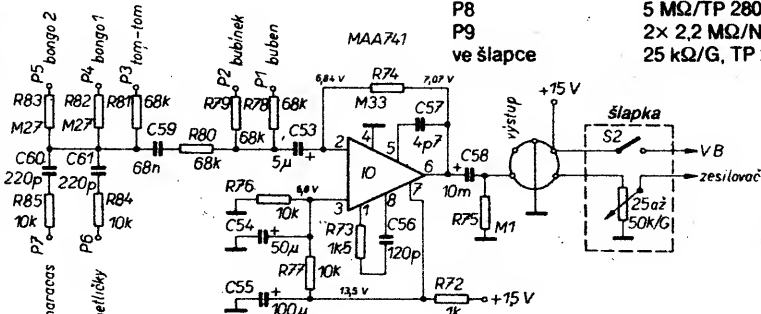 P8 5 MΩ/TP 280
P9 2× 2,2 MΩ/N
ve šlapce 25 kΩ/G, TP
MAA741
P5 bongo 2
P4 bongo 1
P3 tom-tom
P2 bubínek
P1 buben
6,84 V
R74
7,07 V
M33
+15 V
R83
R82
R81
68k
R79
R78
68k
C57
výstup
šlapka
M27
M27
C59
R80
68k
C53
4p7
S2
VB
C60
C61
68n
68k
5μ
+
2
4
5
IO
6
+
C58
zesilovač
220p
220p
7
10m
R85
R84
R76
6,8 V
3
1
8
R75
M1
25až
50k/G
10k
10k
10k
C54
+
R73
C56
50μ
1k5
120p
P7
P6
R77
10k
R72
C55
+
13,5 V
+15 V
100μ
1k
maracas
metličky